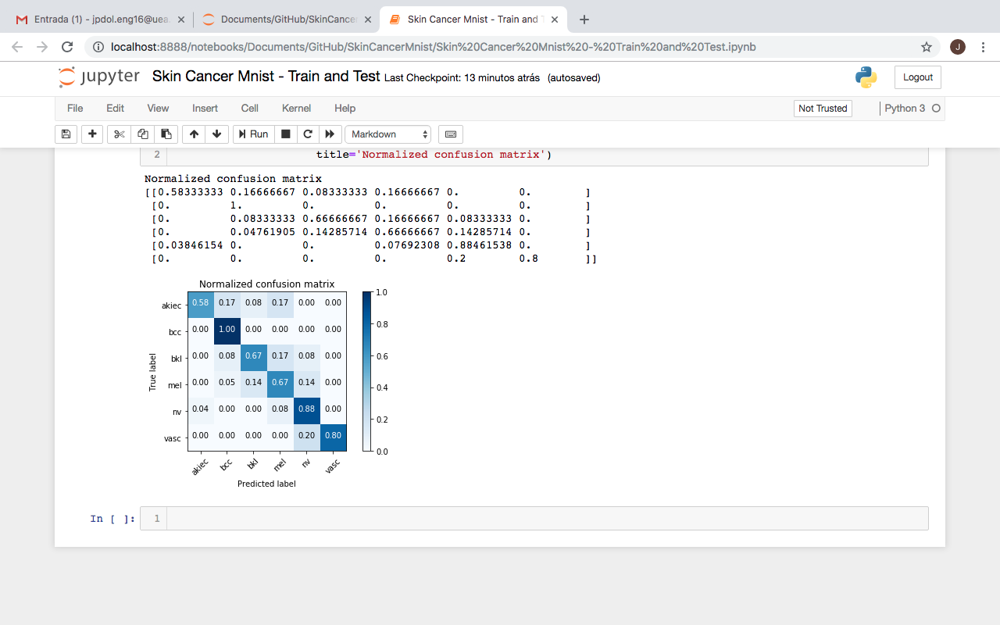 Entrada (1) - jpdol.eng16@uea.
Documents/GitHub/SkinCancer
Skin Cancer Mnist - Train and T
localhost:8888/notebooks/Documents/GitHub/SkinCancerMnist/Skin%20Cancer%20Mnist%20-%20Train%20and%20Test.ipynb
J
jupyter Skin Cancer Mnist - Train and Test Last Checkpoint: 13 minutos atrás (autosaved)
Logout
File Edit View Insert Cell Kernel Help
Not Trusted
Python 3
Run
Markdown
2 title='Normalized confusion matrix')
Normalized confusion matrix
[[0.58333333 0.16666667 0.08333333 0.16666667 0. 0. ]
[0. 1. 0. 0. 0. 0. ]
[0. 0.08333333 0.66666667 0.16666667 0.08333333 0. ]
[0. 0.04761905 0.14285714 0.66666667 0.14285714 0. ]
[0.03846154 0. 0. 0.07692308 0.88461538 0. ]
[0. 0. 0. 0. 0.2 0.8 ]]
Normalized confusion matrix
akiec 0.58 0.17 0.08 0.17 0.00 0.00
bcc 0.00 1.00 0.00 0.00 0.00 0.00
bkl 0.00 0.08 0.67 0.17 0.08 0.00
mel 0.00 0.05 0.14 0.67 0.14 0.00
nv 0.04 0.00 0.00 0.08 0.88 0.00
vasc 0.00 0.00 0.00 0.00 0.20 0.80
True label
akiec bcc bkl mel nv vasc
Predicted label
1.0
0.8
0.6
0.4
0.2
0.0
In [ ]: 1